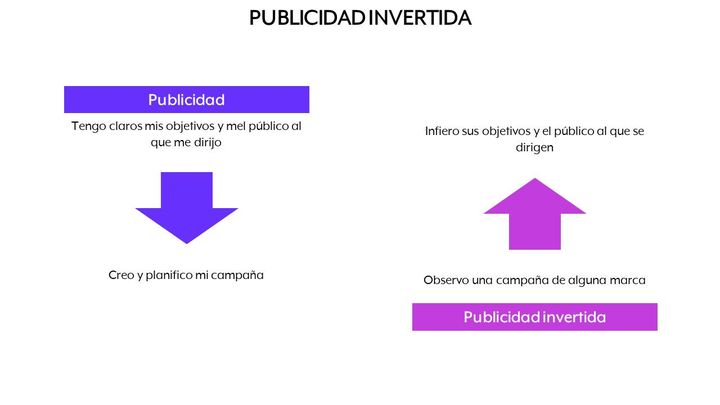 PUBLICIDAD INVERTIDA
Publicidad
Tengo claros mis objetivos y mel público al
que me dirijo
Creo y planifico mi campaña
Infiero sus objetivos y el público al que se
dirigen
Observo una campaña de alguna marca
Publicidad invertida